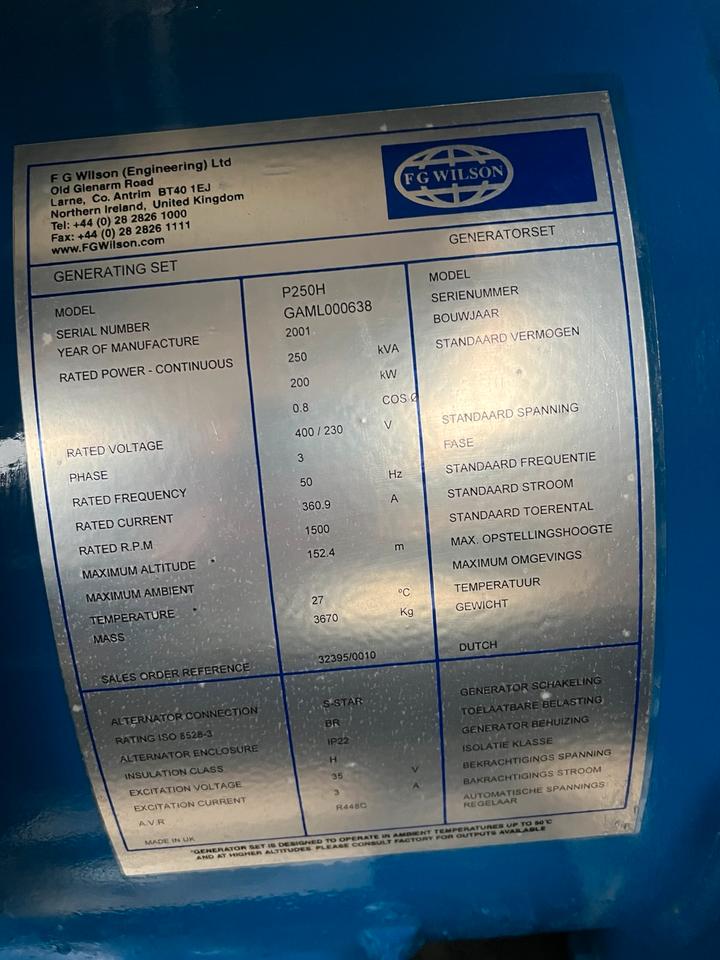 F G Wilson (Engineering) Ltd
Old Glenarm Road
Larne, Co. Antrim BT40 1EJ
Northern Ireland, United Kingdom
Tel: +44 (0) 28 2826 1000
Fax: +44 (0) 28 2826 1111
www.FGWilson.com
F G WILSON
GENERATING SET GENERATORSET
MODEL P250H MODEL
SERIAL NUMBER GAML000638 SERIENUMMER
YEAR OF MANUFACTURE 2001 BOUWJAAR
RATED POWER - CONTINUOUS 250 kVA STANDAARD VERMOGEN
200 kW
0.8 COS Ø
RATED VOLTAGE 400 / 230 V STANDAARD SPANNING
PHASE 3 FASE
RATED FREQUENCY 50 Hz STANDAARD FREQUENTIE
RATED CURRENT 360.9 A STANDAARD STROOM
RATED R.P.M 1500 STANDAARD TOERENTAL
MAXIMUM ALTITUDE * 152.4 m MAX. OPSTELLINGSHOOGTE
MAXIMUM AMBIENT MAXIMUM OMGEVINGS
TEMPERATURE * 27 °C TEMPERATUUR
MASS 3670 Kg GEWICHT
SALES ORDER REFERENCE 32395/0010 DUTCH
ALTERNATOR CONNECTION S-STAR GENERATOR SCHAKELING
RATING ISO 8528-3 BR TOELAATBARE BELASTING
ALTERNATOR ENCLOSURE IP22 GENERATOR BEHUIZING
INSULATION CLASS H ISOLATIE KLASSE
EXCITATION VOLTAGE 35 V BEKRACHTIGINGS SPANNING
EXCITATION CURRENT 3 A BAKRACHTIGINGS STROOM
A.V.R R448C AUTOMATISCHE SPANNINGS
REGELAAR
MADE IN UK
*GENERATOR SET IS DESIGNED TO OPERATE IN AMBIENT TEMPERATURES UP TO 50°C
AND AT HIGHER ALTITUDES. PLEASE CONSULT FACTORY FOR OUTPUTS AVAILABLE